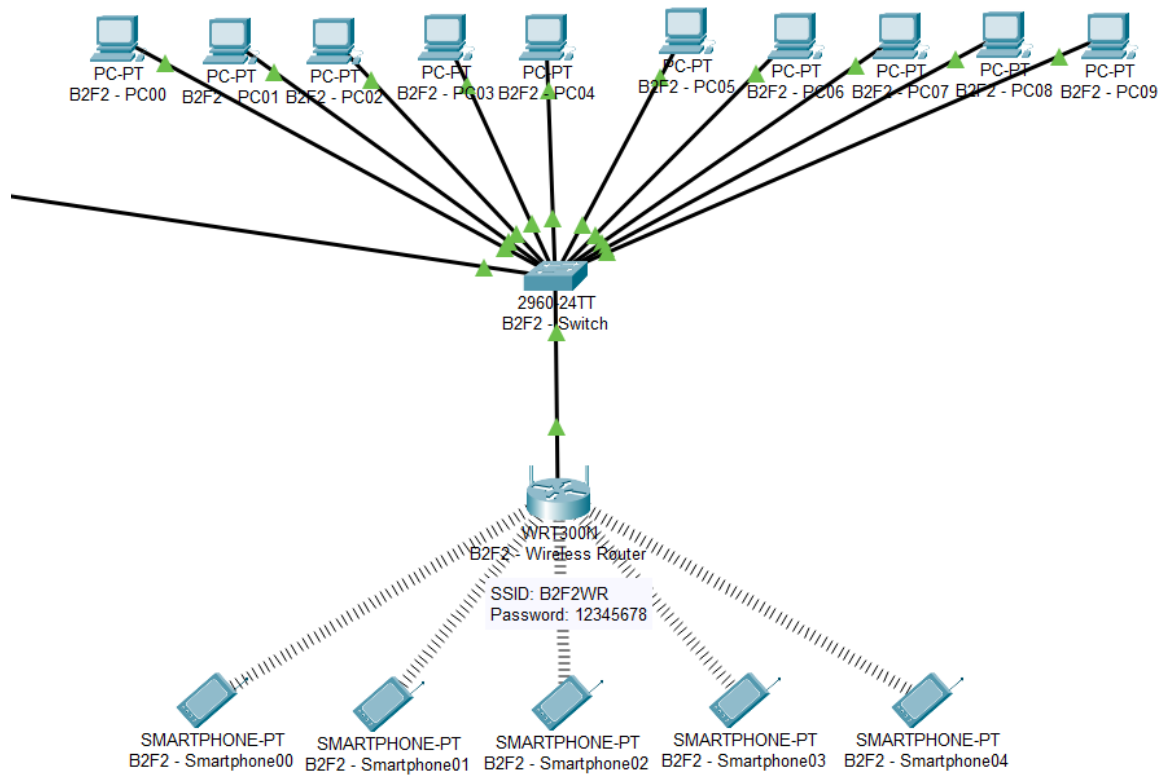 PC-PT
B2F2 - PC00
PC-PT
B2F2 - PC01
PC-PT
B2F2 - PC02
PC-PT
B2F2 - PC03
PC-PT
B2F2 - PC04
PC-PT
B2F2 - PC05
PC-PT
B2F2 - PC06
PC-PT
B2F2 - PC07
PC-PT
B2F2 - PC08
PC-PT
B2F2 - PC09
2960-24TT
B2F2 - Switch
WRT300N
B2F2 - Wireless Router
SSID: B2F2WR
Password: 12345678
SMARTPHONE-PT
B2F2 - Smartphone00
SMARTPHONE-PT
B2F2 - Smartphone01
SMARTPHONE-PT
B2F2 - Smartphone02
SMARTPHONE-PT
B2F2 - Smartphone03
SMARTPHONE-PT
B2F2 - Smartphone04